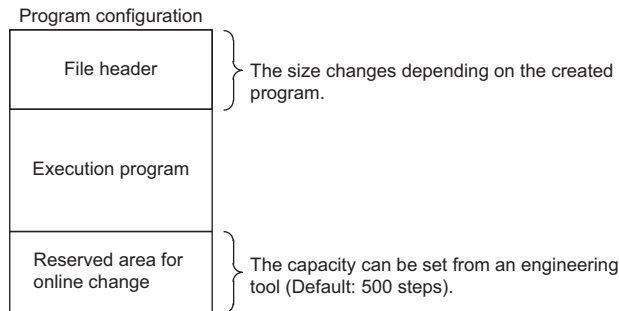 Program configuration
File header
The size changes depending on the created
program.
Execution program
Reserved area for
online change
The capacity can be set from an engineering
tool (Default: 500 steps).